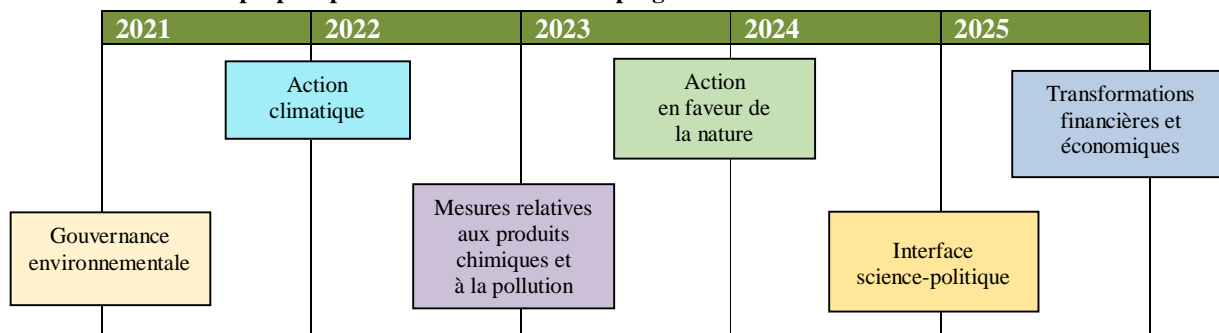 2021 2022 2023 2024 2025
Action
climatique
Action
en faveur de
la nature
Transformations
financières et
économiques
Gouvernance
environnementale
Mesures relatives
aux produits
chimiques et
à la pollution
Interface
science-politique